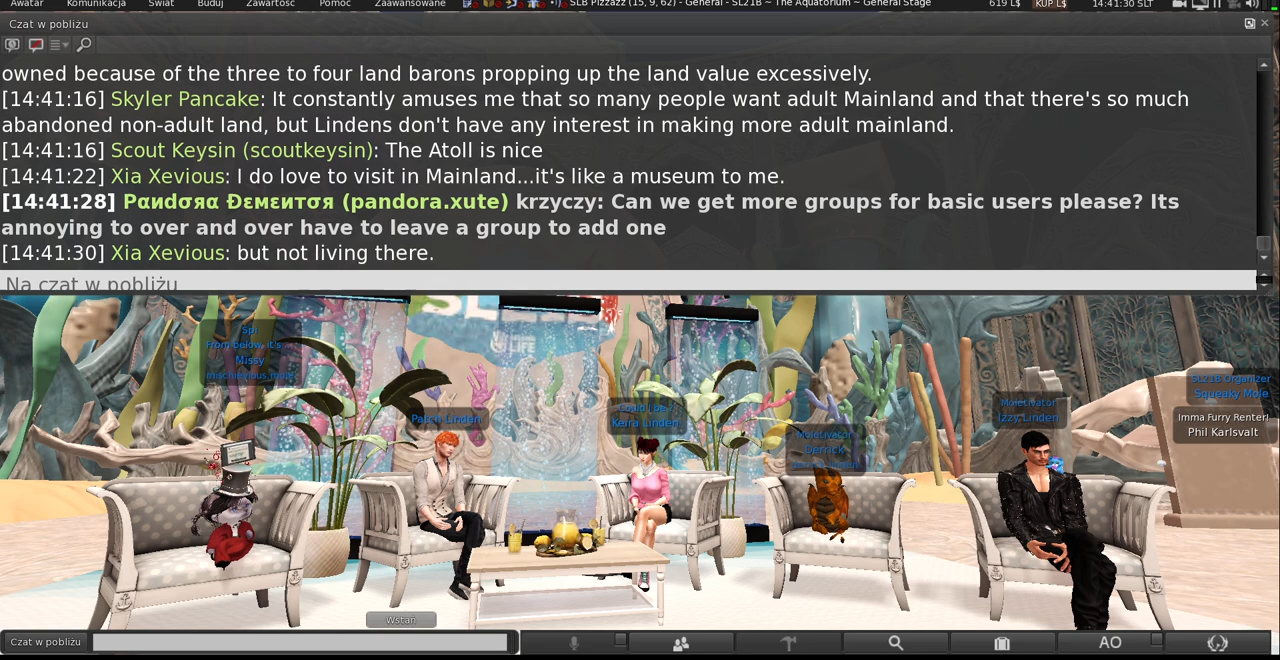 Awatar Komunikacja Świat Buduj Zawartość Pomoc Zaawansowane SLB Pizzazz (15, 9, 62) - General - SL21B ~ The Aquatorium ~ General Stage 619 L$ KUP L$ 14:41:30 SLT
Czat w pobliżu
owned because of the three to four land barons propping up the land value excessively.
[14:41:16] Skyler Pancake: It constantly amuses me that so many people want adult Mainland and that there's so much
abandoned non-adult land, but Lindens don't have any interest in making more adult mainland.
[14:41:16] Scout Keysin (scoutkeysin): The Atoll is nice
[14:41:22] Xia Xevious: I do love to visit in Mainland...it's like a museum to me.
[14:41:28] Pαиdσяα Ðεмεитσя (pandora.xute) krzyczy: Can we get more groups for basic users please? Its
annoying to over and over have to leave a group to add one
[14:41:30] Xia Xevious: but not living there.
Na czat w pobliżu
LIFE
Spf
From below, it's
Missy
mischievious.mole
Patch Linden
Could I be?
Keira Linden
Moletivator
Derrick
Moletivator
Izzy Linden
SL21B Organizer
Squeaky Mole
Imma Furry Renter!
Phil Karlsvalt
Wstań
Czat w pobliżu
AO